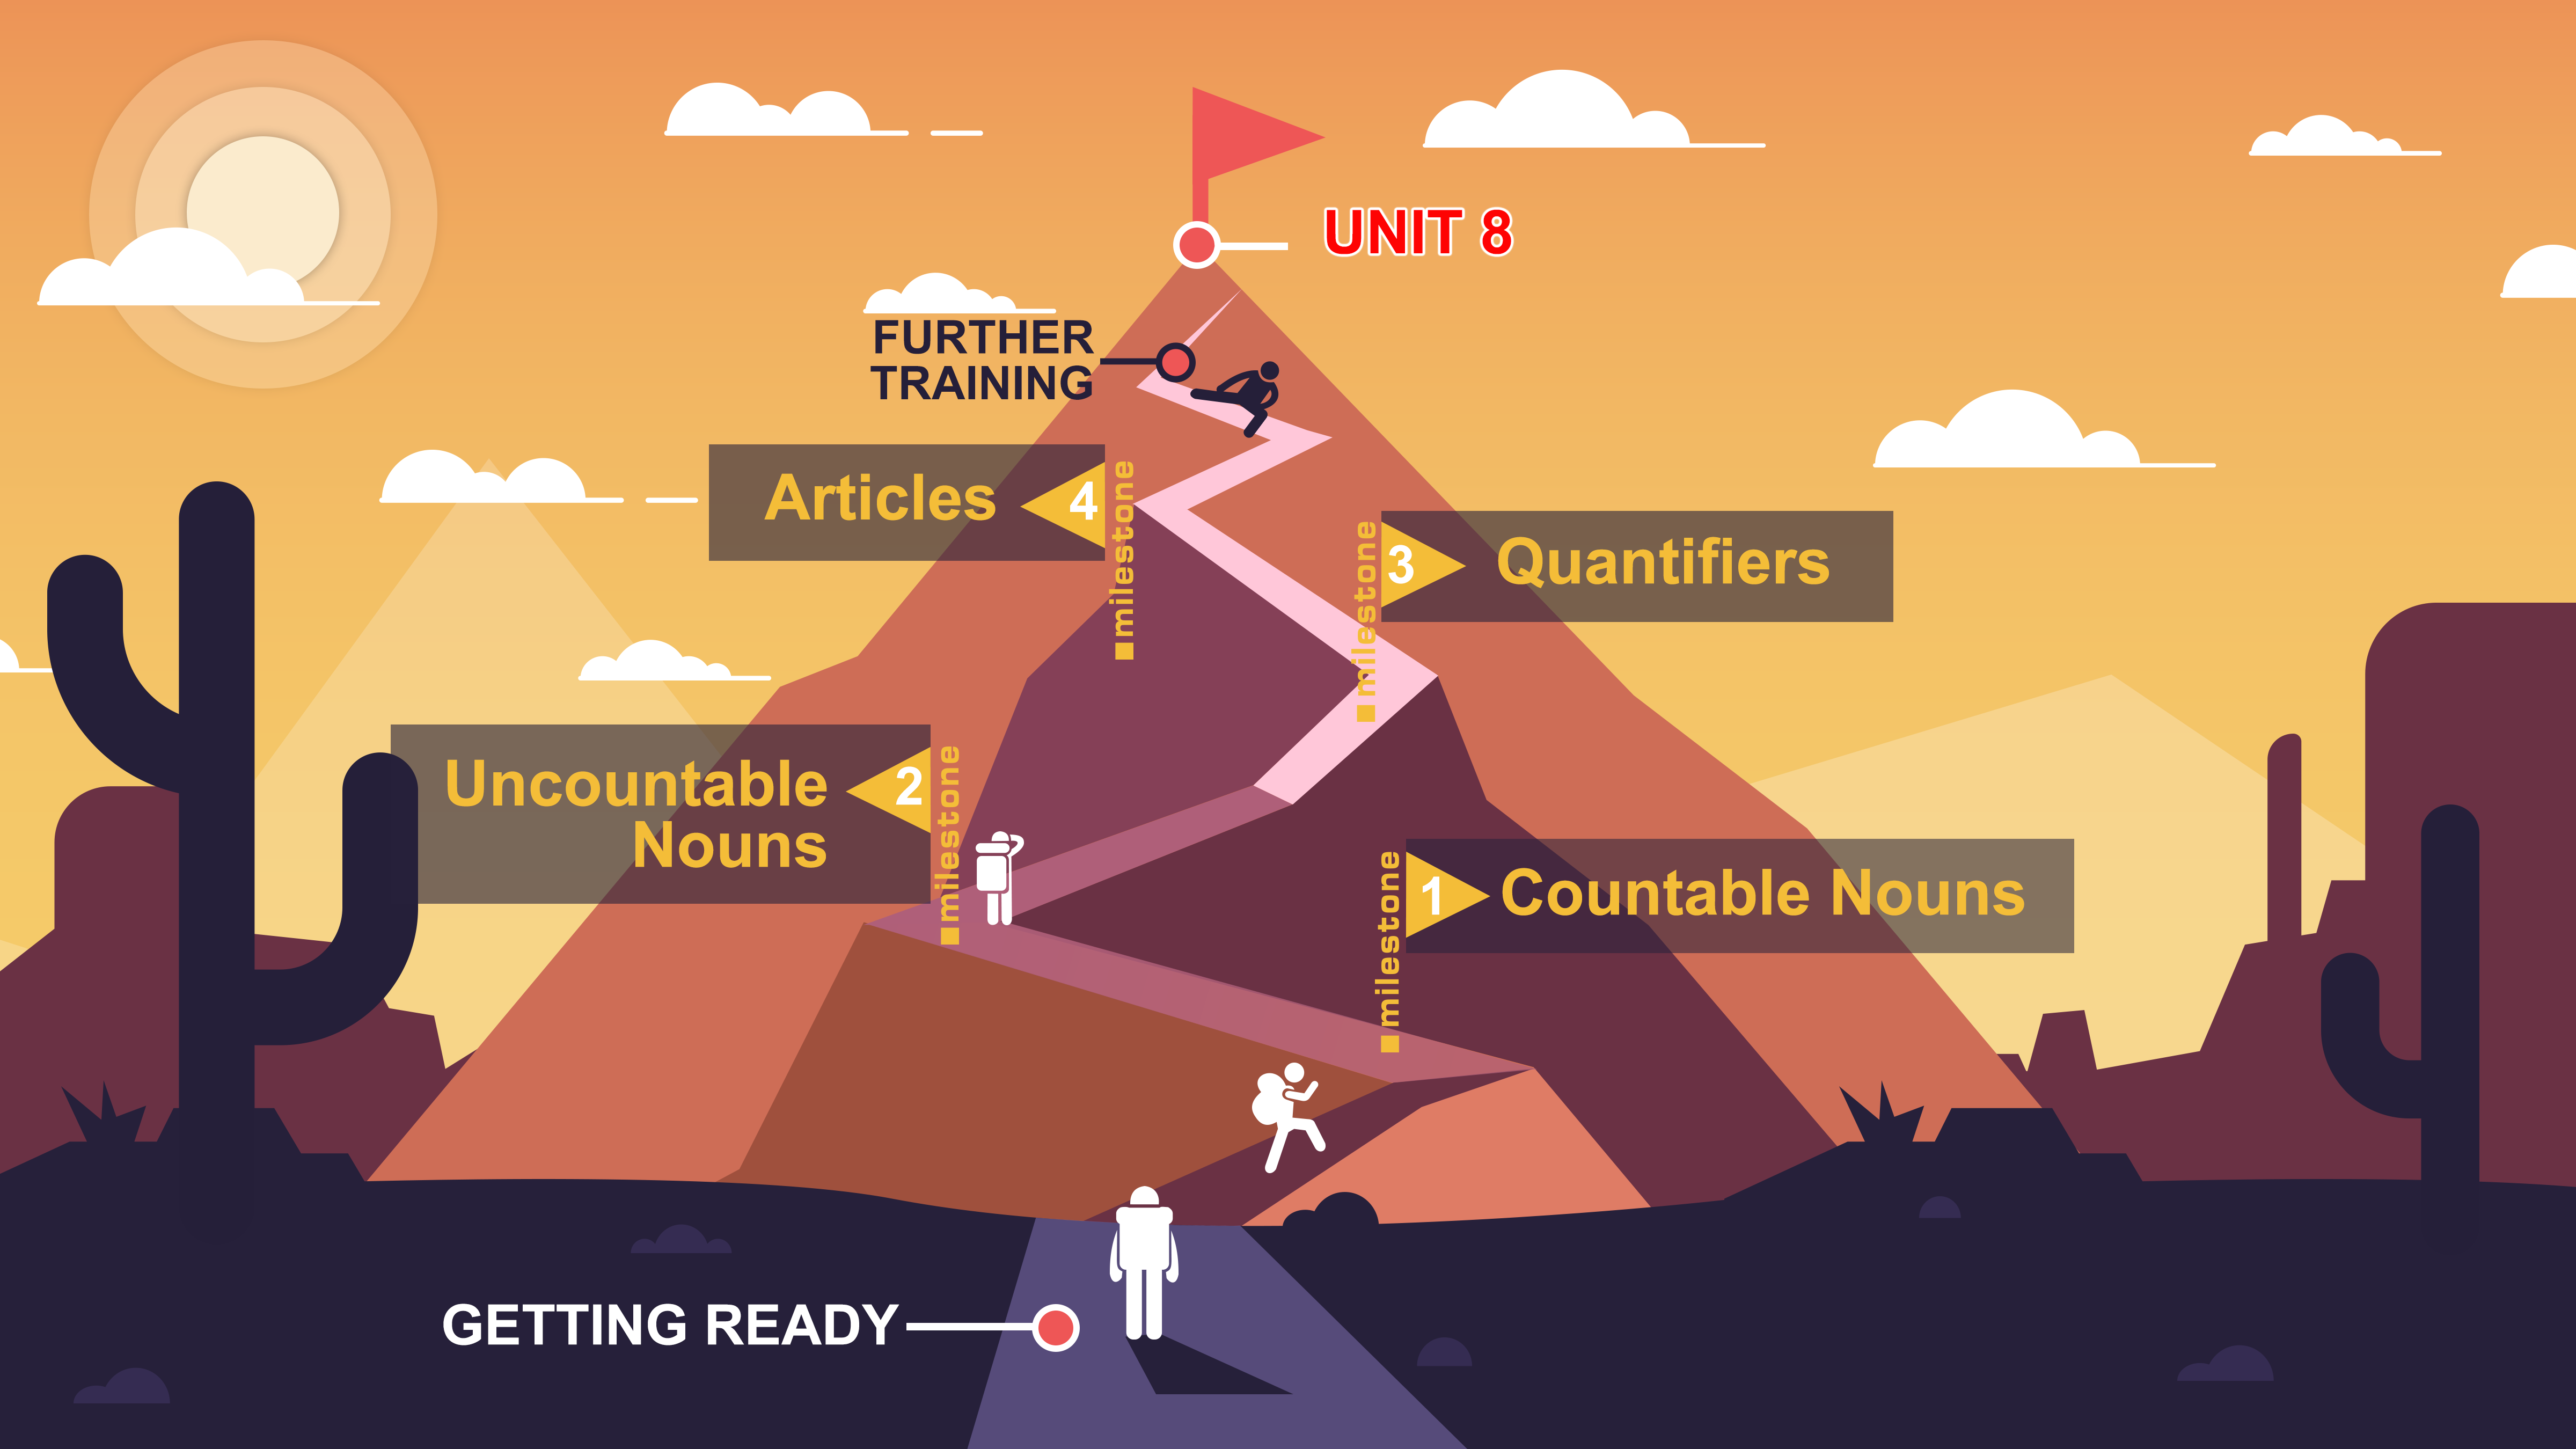 UNIT 8
FURTHER
TRAINING
Articles
4
milestone
3
Quantifiers
milestone
Uncountable
Nouns
2
milestone
1
Countable Nouns
milestone
GETTING READY